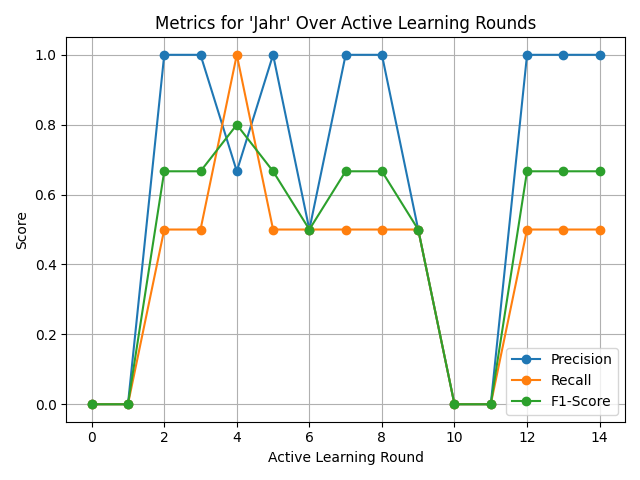 Metrics for 'Jahr' Over Active Learning Rounds
Score
1.0
0.8
0.6
0.4
0.2
0.0
0 2 4 6 8 10 12 14
Active Learning Round
Precision
Recall
F1-Score